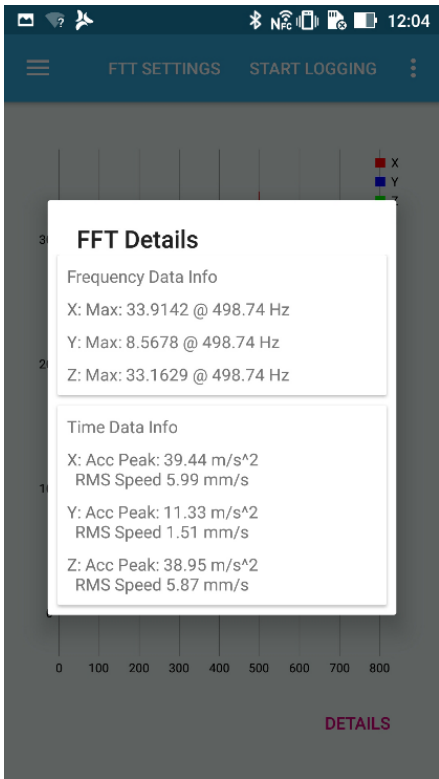 NFC 12:04
FTT SETTINGS START LOGGING
X
Y
Z
FFT Details
Frequency Data Info
X: Max: 33.9142 @ 498.74 Hz
Y: Max: 8.5678 @ 498.74 Hz
Z: Max: 33.1629 @ 498.74 Hz
Time Data Info
X: Acc Peak: 39.44 m/s^2
RMS Speed 5.99 mm/s
Y: Acc Peak: 11.33 m/s^2
RMS Speed 1.51 mm/s
Z: Acc Peak: 38.95 m/s^2
RMS Speed 5.87 mm/s
0 100 200 300 400 500 600 700 800
DETAILS